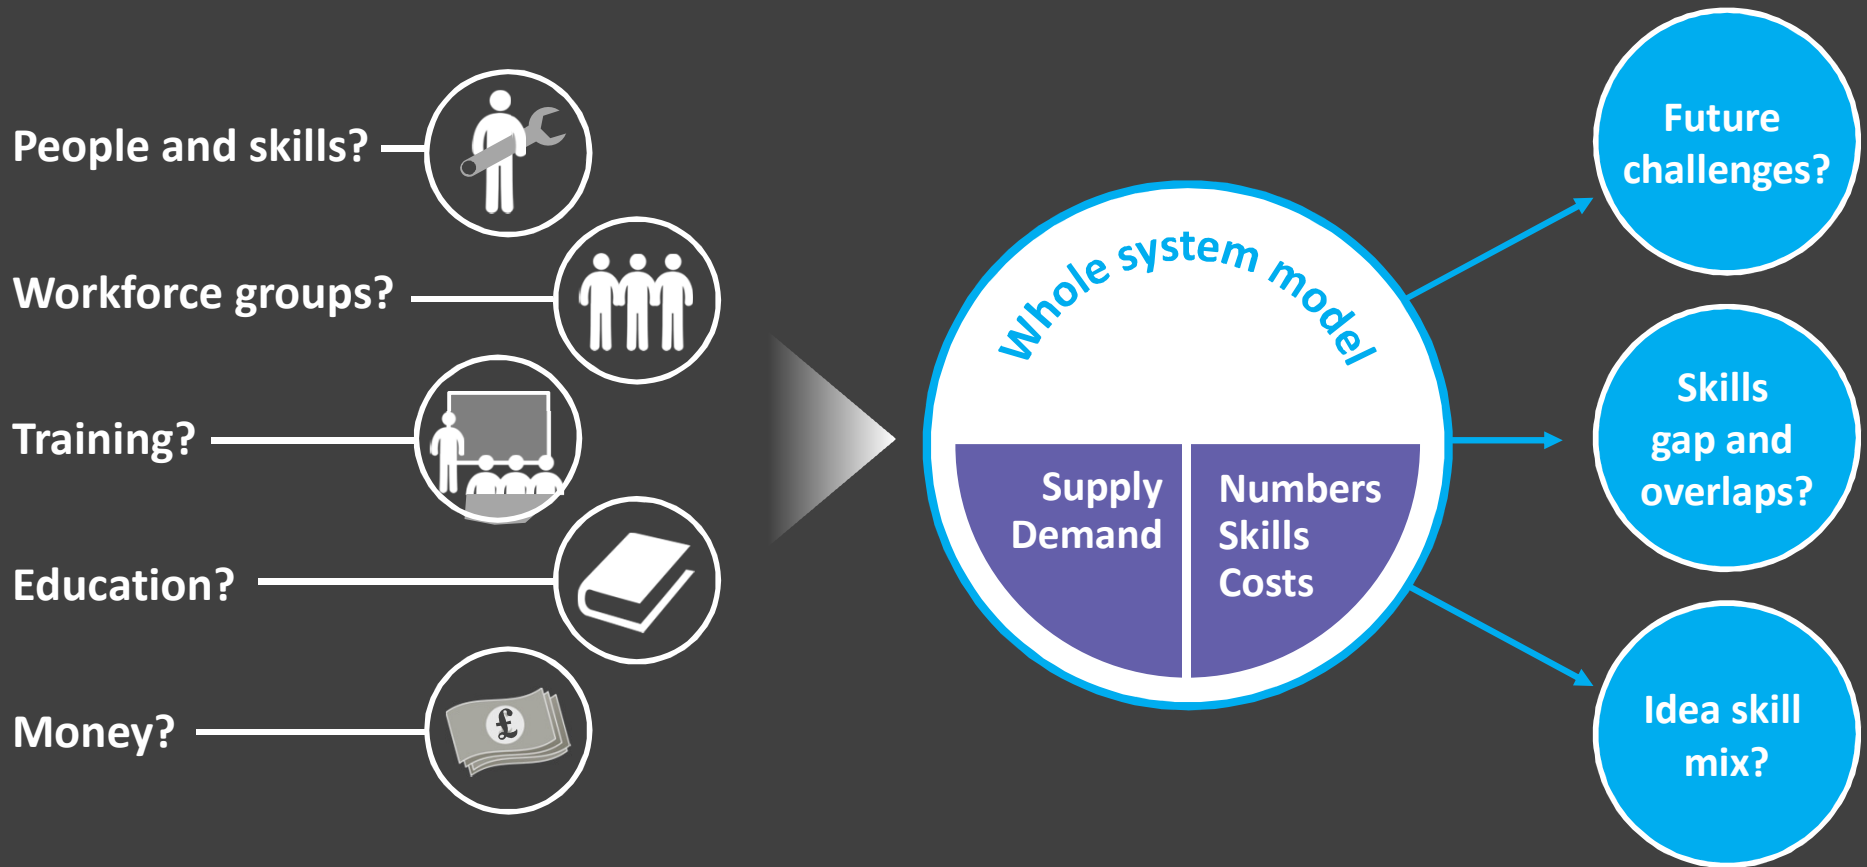 People and skills?
Workforce groups?
Training?
Education?
Money?
£
Whole system model
Supply
Demand
Numbers
Skills
Costs
Future
challenges?
Skills
gap and
overlaps?
Idea skill
mix?